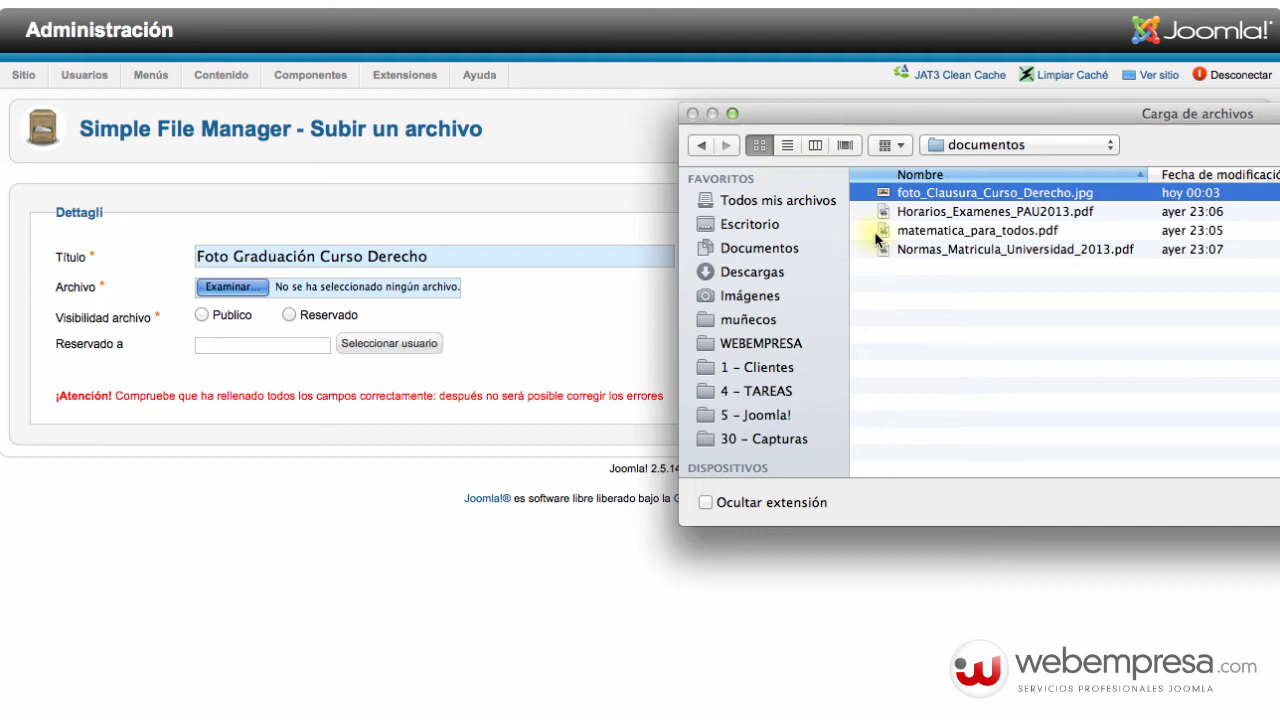 Administración
Joomla!
Sitio Usuarios Menús Contenido Componentes Extensiones Ayuda JAT3 Clean Cache Limpiar Caché Ver sitio Desconectar
Simple File Manager - Subir un archivo
Dettagli
Título *
Foto Graduación Curso Derecho
Archivo *
Examinar... No se ha seleccionado ningún archivo.
Visibilidad archivo *
Publico Reservado
Reservado a
Seleccionar usuario
¡Atención! Compruebe que ha rellenado todos los campos correctamente: después no será posible corregir los errores
Joomla! 2.5.14
Joomla!® es software libre liberado bajo la
Carga de archivos
documentos
FAVORITOS
Todos mis archivos
Escritorio
Documentos
Descargas
Imágenes
muñecos
WEBEMPRESA
1 - Clientes
4 - TAREAS
5 - Joomla!
30 - Capturas
DISPOSITIVOS
Nombre Fecha de modificació
foto_Clausura_Curso_Derecho.jpg hoy 00:03
Horarios_Examenes_PAU2013.pdf ayer 23:06
matematica_para_todos.pdf ayer 23:05
Normas_Matricula_Universidad_2013.pdf ayer 23:07
Ocultar extensión
webempresa.com
SERVICIOS PROFESIONALES JOOMLA